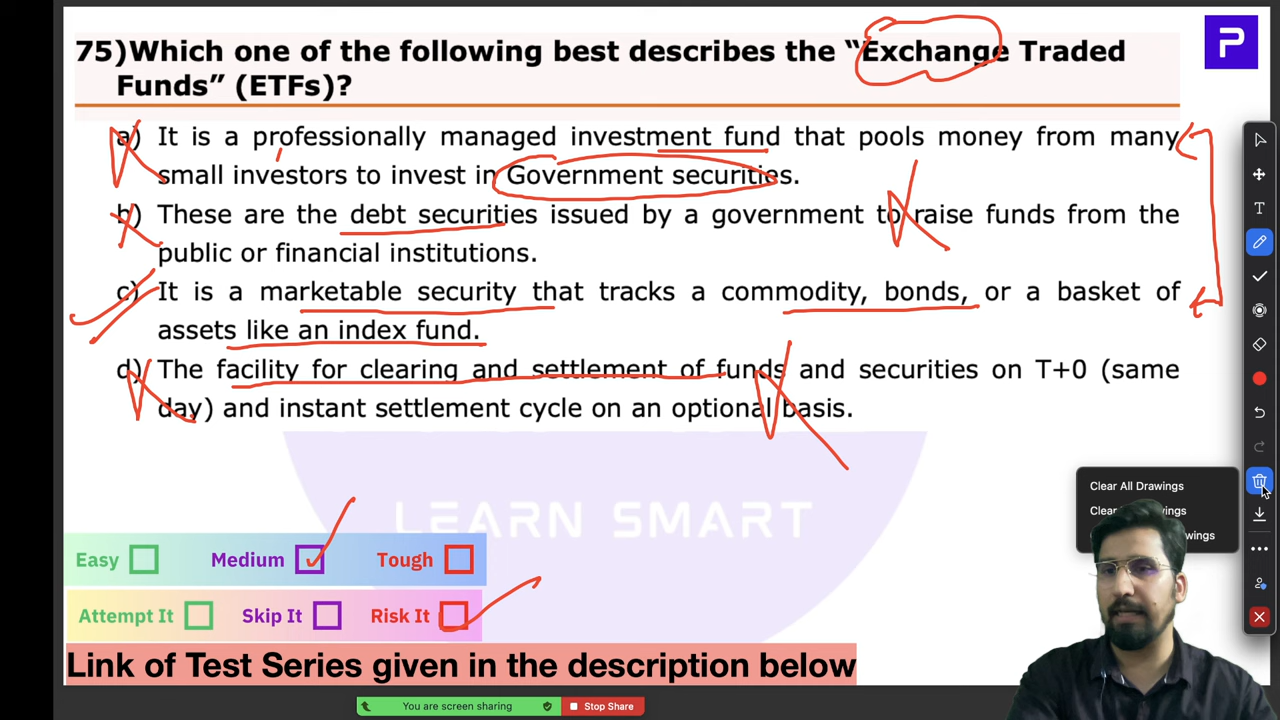 75)Which one of the following best describes the “Exchange Traded
Funds” (ETFs)?
P
a) It is a professionally managed investment fund that pools money from many
small investors to invest in Government securities.
b) These are the debt securities issued by a government to raise funds from the
public or financial institutions.
c) It is a marketable security that tracks a commodity, bonds, or a basket of
assets like an index fund.
d) The facility for clearing and settlement of funds and securities on T+0 (same
day) and instant settlement cycle on an optional basis.
LEARN SMART
Clear All Drawings
Easy Medium Tough
Attempt It Skip It Risk It
Link of Test Series given in the description below
You are screen sharing Stop Share